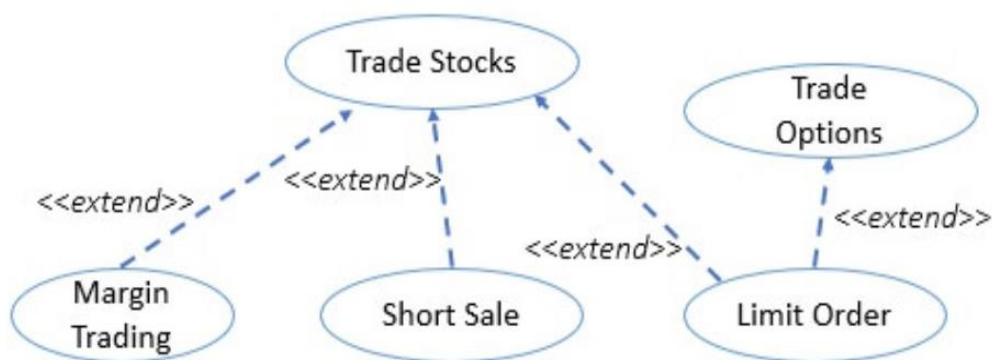 Trade Stocks
Trade
Options
<<extend>>
<<extend>>
<<extend>>
<<extend>>
Margin
Trading
Short Sale
Limit Order